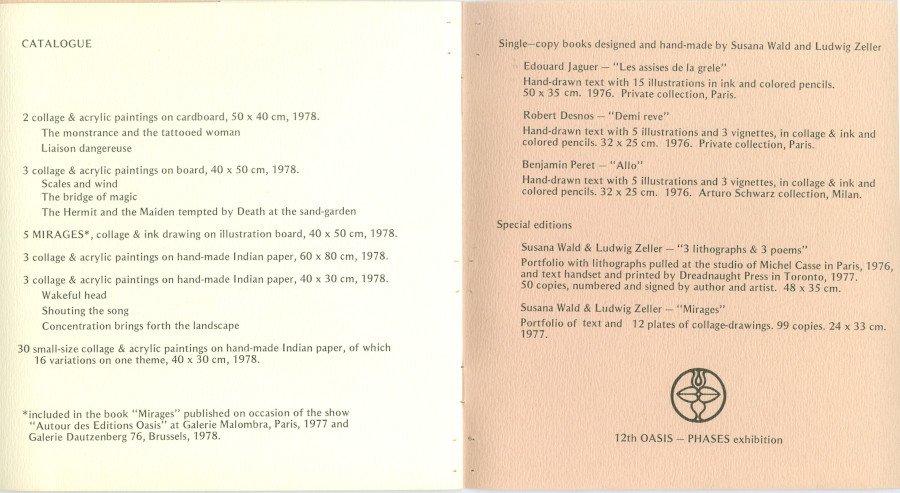 CATALOGUE
2 collage & acrylic paintings on cardboard, 50 x 40 cm, 1978.
The monstrance and the tattooed woman
Liaison dangereuse
3 collage & acrylic paintings on board, 40 x 50 cm, 1978.
Scales and wind
The bridge of magic
The Hermit and the Maiden tempted by Death at the sand-garden
5 MIRAGES*, collage & ink drawing on illustration board, 40 x 50 cm, 1978.
3 collage & acrylic paintings on hand-made Indian paper, 60 x 80 cm, 1978.
3 collage & acrylic paintings on hand-made Indian paper, 40 x 30 cm, 1978.
Wakeful head
Shouting the song
Concentration brings forth the landscape
30 small-size collage & acrylic paintings on hand-made Indian paper, of which
16 variations on one theme, 40 x 30 cm, 1978.
*included in the book "Mirages" published on occasion of the show
"Autour des Editions Oasis" at Galerie Malombra, Paris, 1977 and
Galerie Dautzenberg 76, Brussels, 1978.
Single-copy books designed and hand-made by Susana Wald and Ludwig Zeller
Edouard Jaguer — "Les assises de la grele"
Hand-drawn text with 15 illustrations in ink and colored pencils.
50 x 35 cm. 1976. Private collection, Paris.
Robert Desnos — "Demi reve"
Hand-drawn text with 5 illustrations and 3 vignettes, in collage & ink and
colored pencils. 32 x 25 cm. 1976. Private collection, Paris.
Benjamin Peret — "Allo"
Hand-drawn text with 5 illustrations and 3 vignettes, in collage & ink and
colored pencils. 32 x 25 cm. 1976. Arturo Schwarz collection, Milan.
Special editions
Susana Wald & Ludwig Zeller — "3 lithographs & 3 poems"
Portfolio with lithographs pulled at the studio of Michel Casse in Paris, 1976,
and text handset and printed by Dreadnaught Press in Toronto, 1977.
50 copies, numbered and signed by author and artist. 48 x 35 cm.
Susana Wald & Ludwig Zeller — "Mirages"
Portfolio of text and 12 plates of collage-drawings. 99 copies. 24 x 33 cm.
1977.
12th OASIS — PHASES exhibition